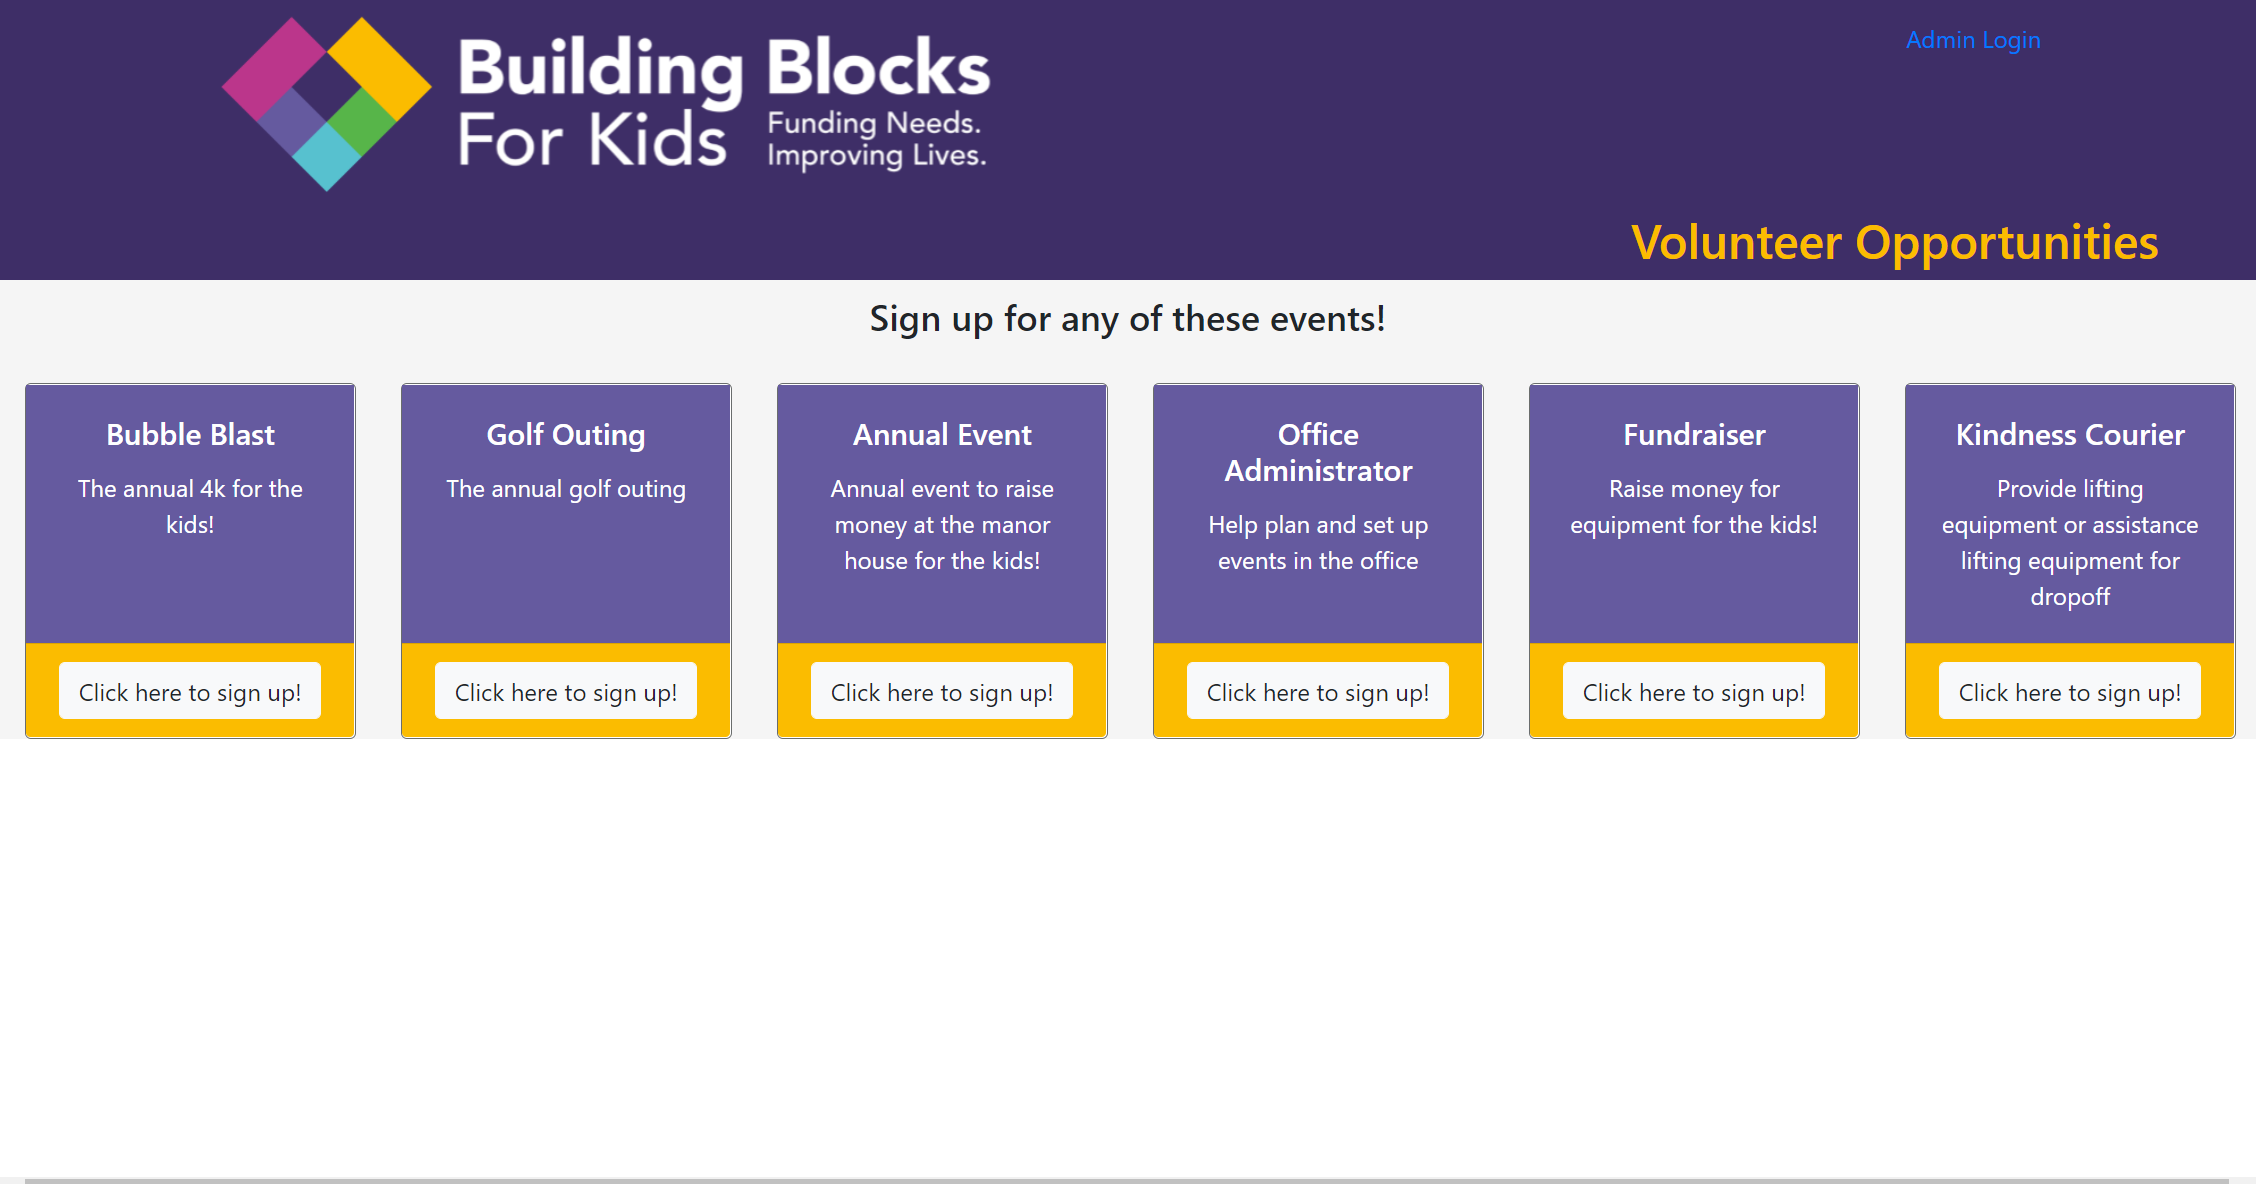 Building Blocks
For Kids
Funding Needs.
Improving Lives.
Admin Login
Volunteer Opportunities
Sign up for any of these events!
Bubble Blast
The annual 4k for the
kids!
Click here to sign up!
Golf Outing
The annual golf outing
Click here to sign up!
Annual Event
Annual event to raise
money at the manor
house for the kids!
Click here to sign up!
Office
Administrator
Help plan and set up
events in the office
Click here to sign up!
Fundraiser
Raise money for
equipment for the kids!
Click here to sign up!
Kindness Courier
Provide lifting
equipment or assistance
lifting equipment for
dropoff
Click here to sign up!